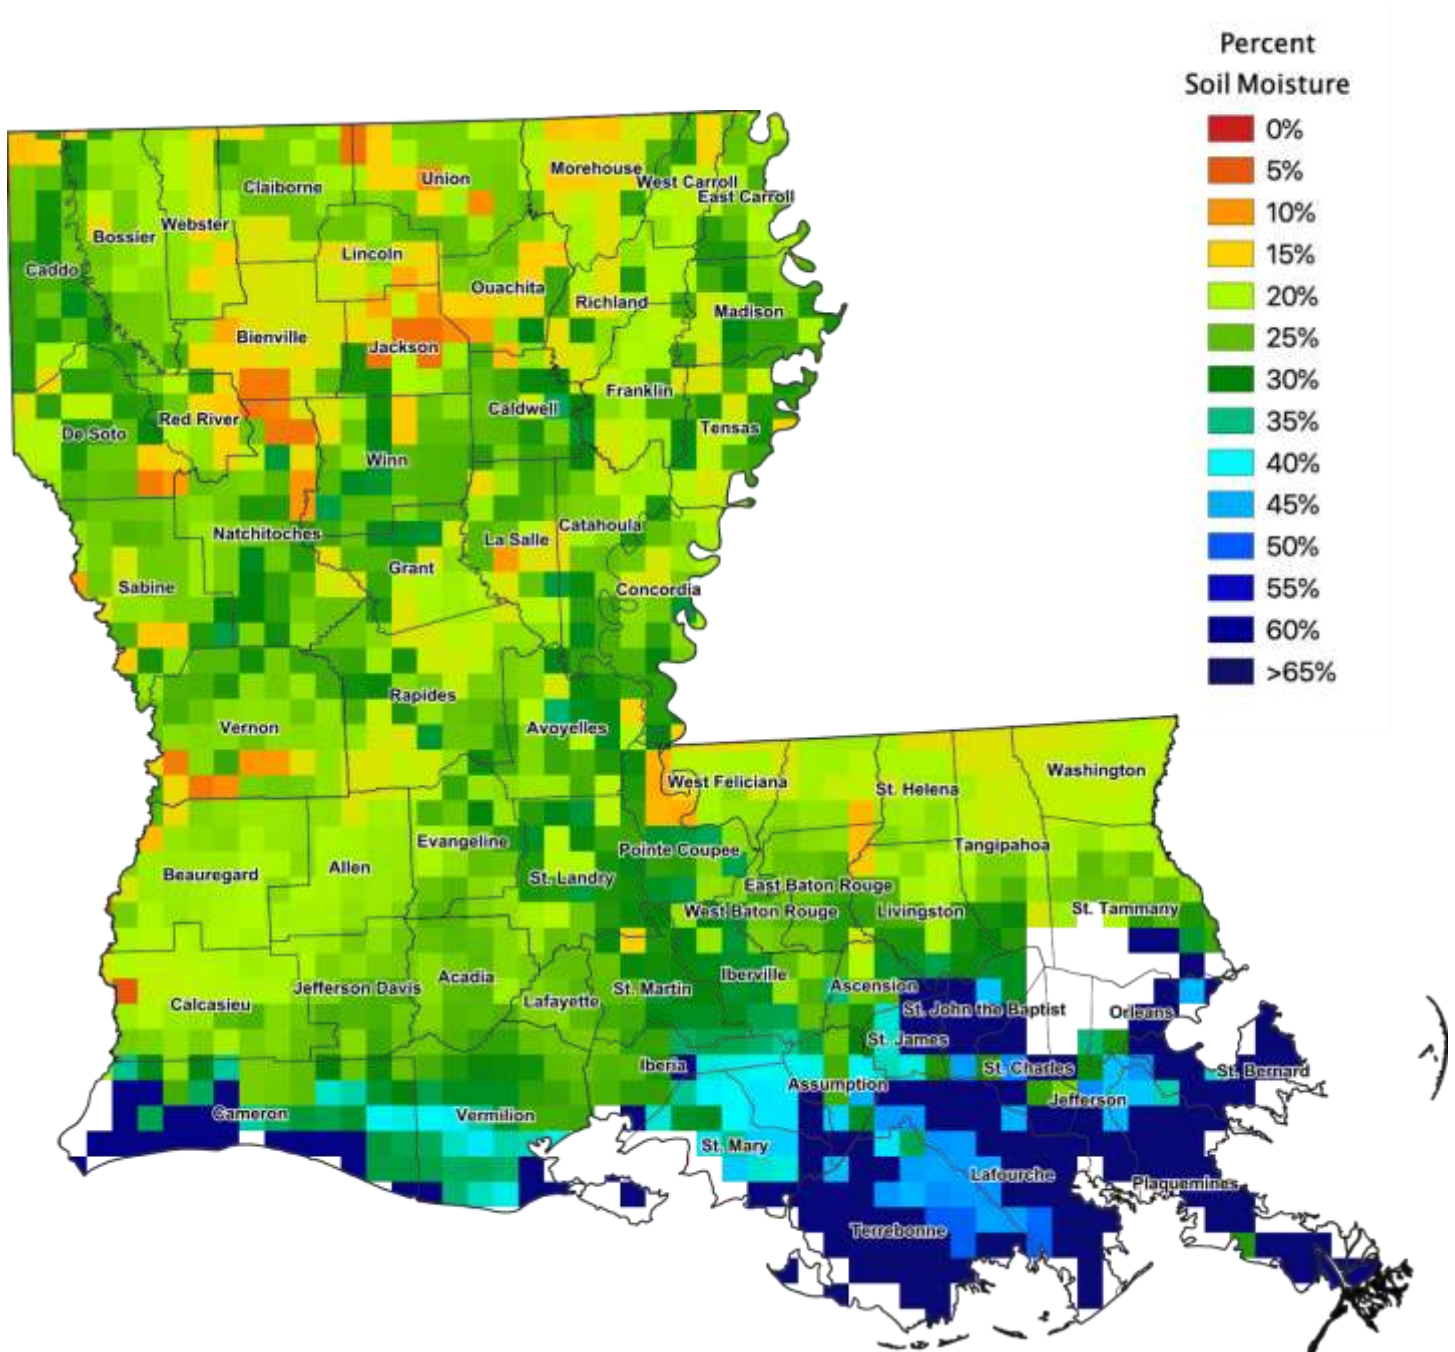 Percent
Soil Moisture
0%
5%
10%
15%
20%
25%
30%
35%
40%
45%
50%
55%
60%
>65%
Morehouse
Union
West Carroll
Claiborne
East Carroll
Webster
Bossier
Lincoln
Caddo
Ouachita
Richland
Madison
Bienville
Jackson
Franklin
Caldwell
Red River
Tensas
De Soto
Winn
Catahoula
Natchitoches
La Salle
Grant
Sabine
Concordia
Rapides
Vernon
Avoyelles
Washington
West Feliciana
St. Helena
Evangeline
Tangipahoa
Pointe Coupee
Allen
Beauregard
St. Landry
East Baton Rouge
St. Tammany
West Baton Rouge
Livingston
Iberville
Acadia
Ascension
Jefferson Davis
St. Martin
Lafayette
Calcasieu
St. John the Baptist
Orleans
St. James
Iberia
St. Charles
St. Bernard
Assumption
Jefferson
Cameron
Vermilion
St. Mary
Lafourche
Plaquemines
Terrebonne